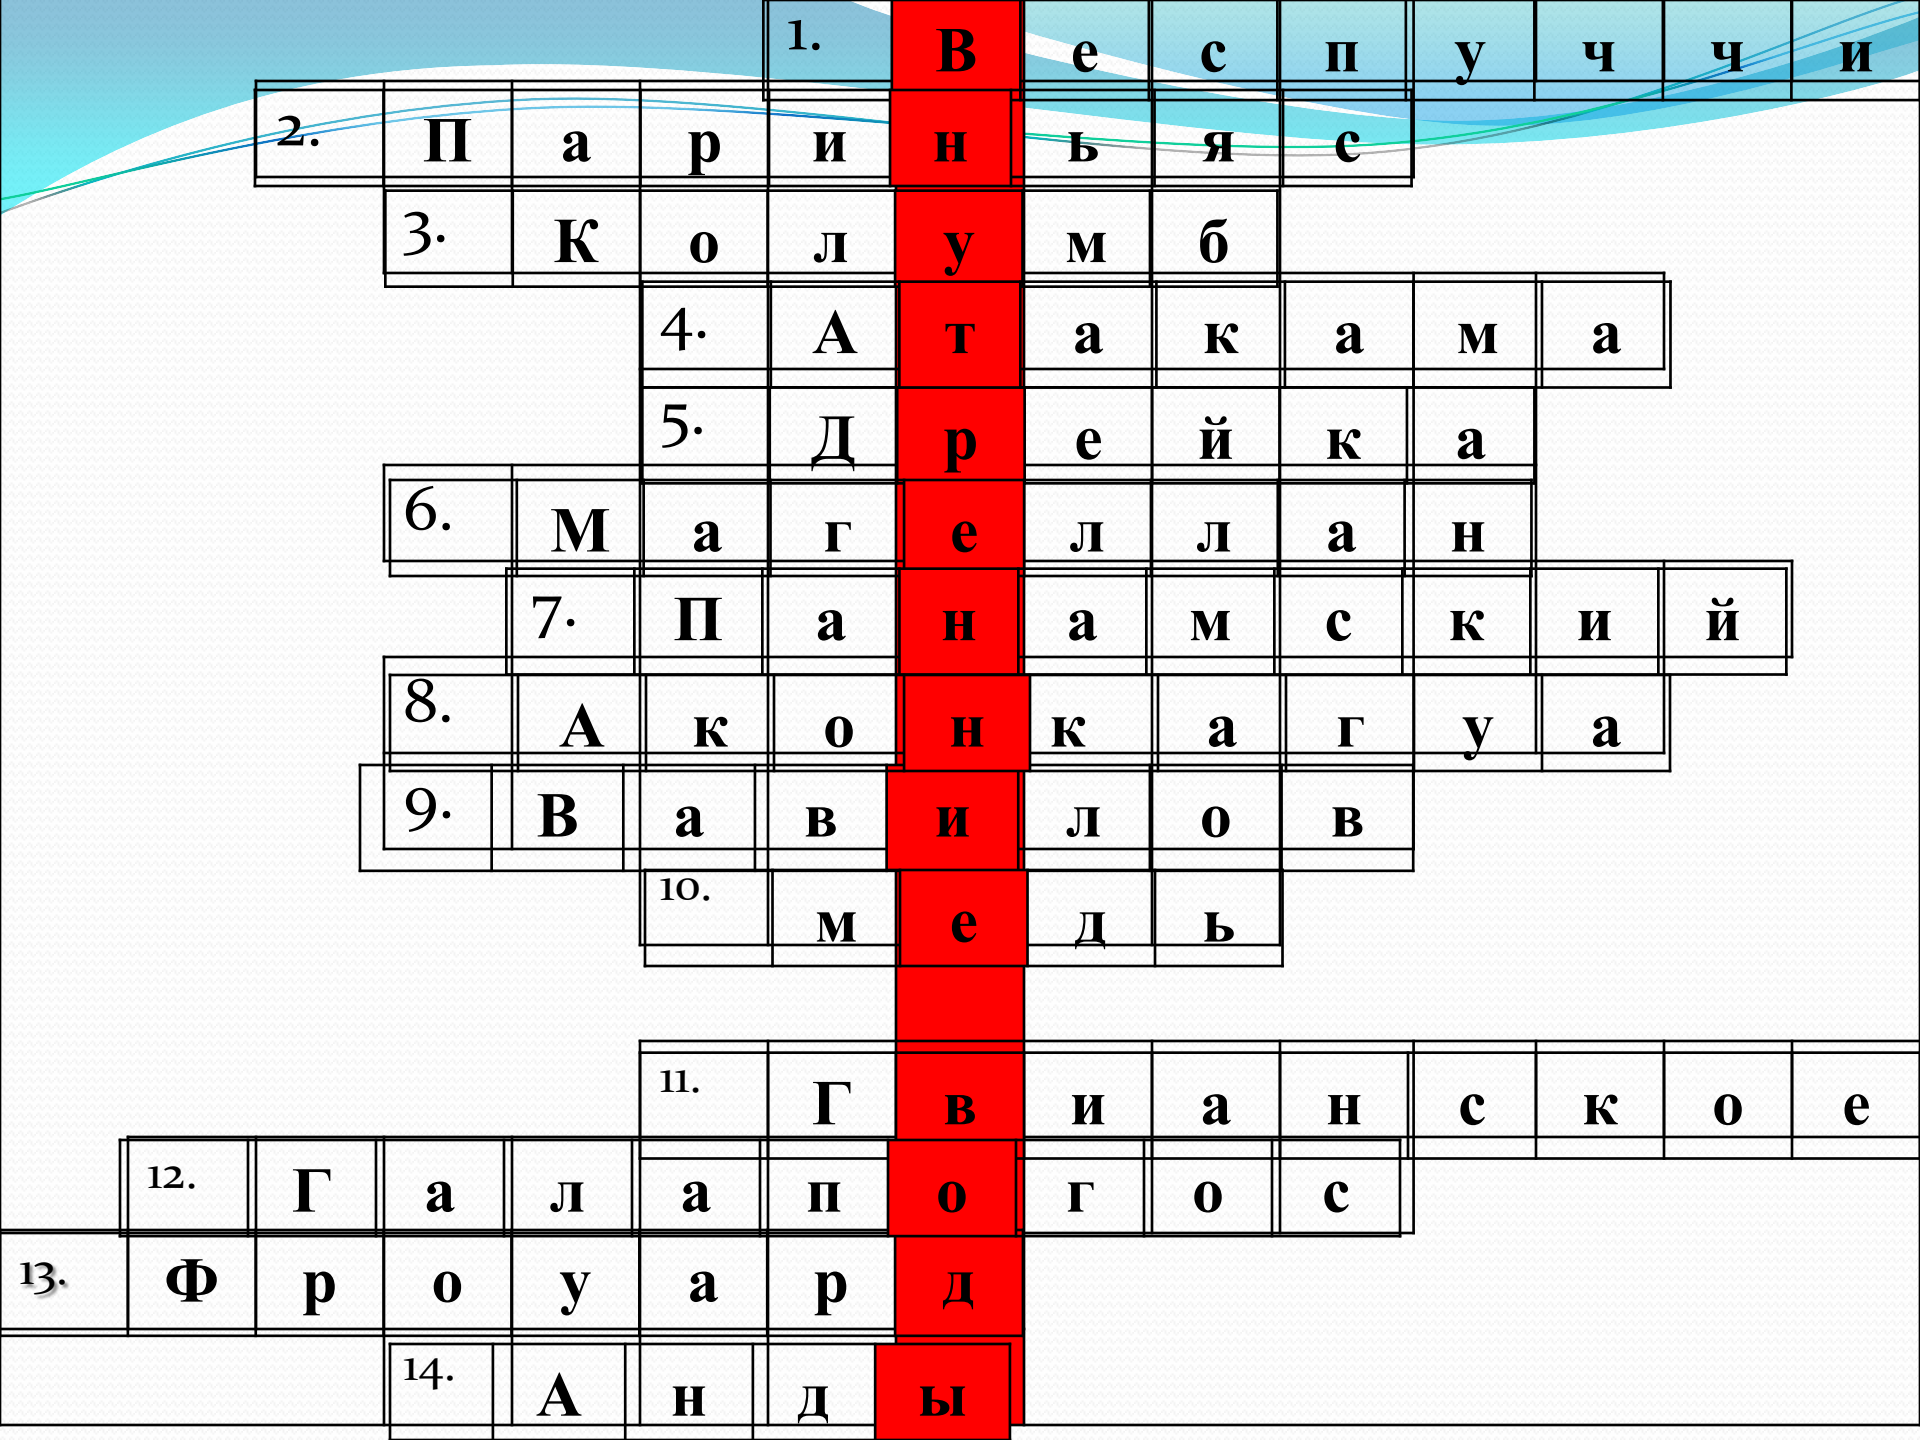 1. Веспуччи
2. Париньяс
3. Колумб
4. Атакама
5. Дрейка
6. Магеллан
7. Панамский
8. Аконкагуа
9. Вавилов
10. медь
11. Гвианское
12. Галапогос
13. Фроуард
14. Анды